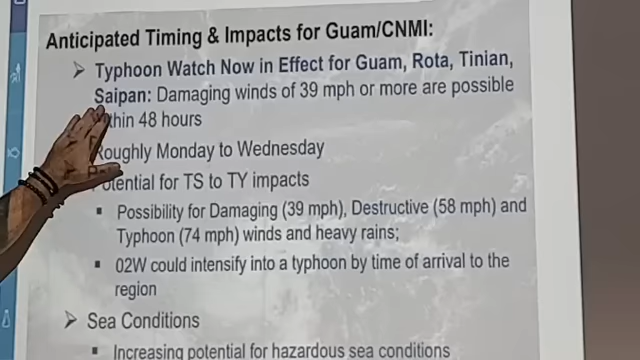 Anticipated Timing & Impacts for Guam/CNMI:
Typhoon Watch Now in Effect for Guam, Rota, Tinian,
Saipan: Damaging winds of 39 mph or more are possible
48 hours
Roughly Monday to Wednesday
Potential for TS to TY impacts
Possibility for Damaging (39 mph), Destructive (58 mph) and
Typhoon (74 mph) winds and heavy rains;
02W could intensify into a typhoon by time of arrival to the
region
Sea Conditions
Increasing potential for hazardous sea conditions